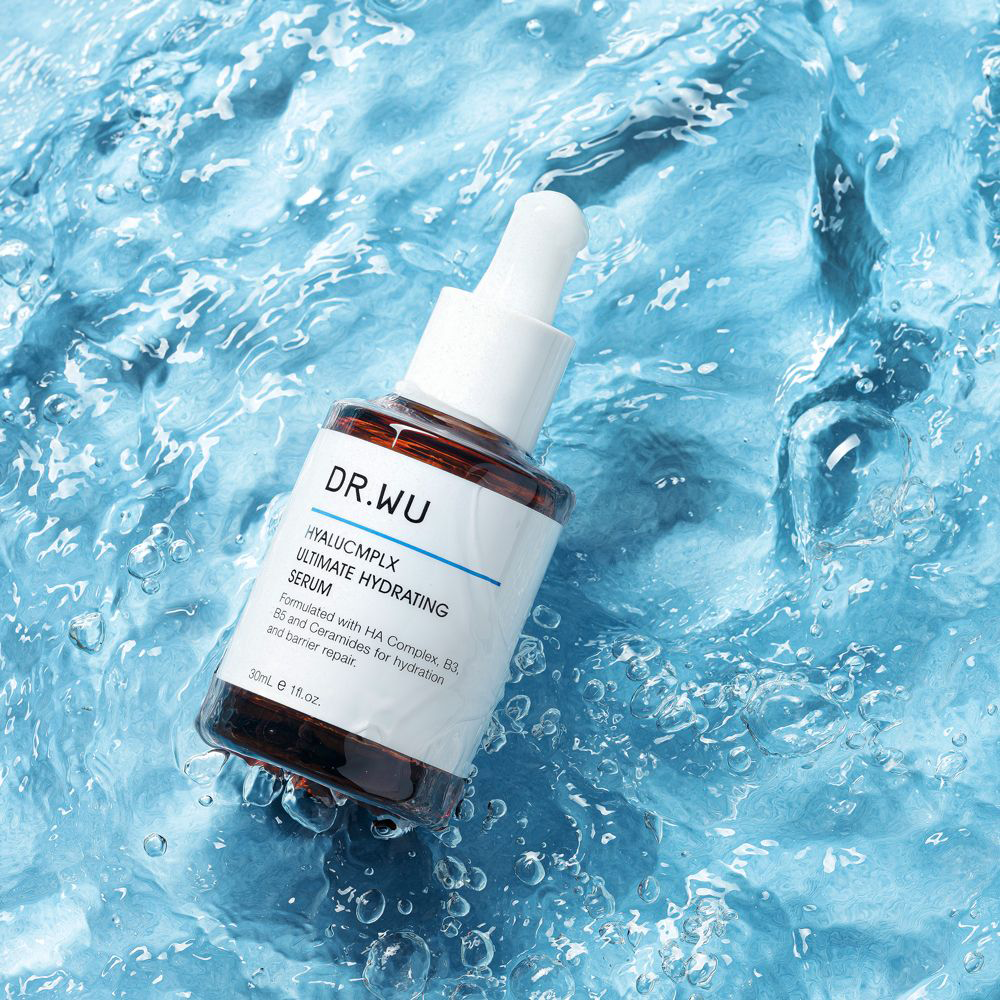 DR.WU
HYALUCMPLX
ULTIMATE HYDRATING
SERUM
Formulated with HA Complex, B3,
B5 and Ceramides for hydration
and barrier repair.
30mL e 1fl.oz.